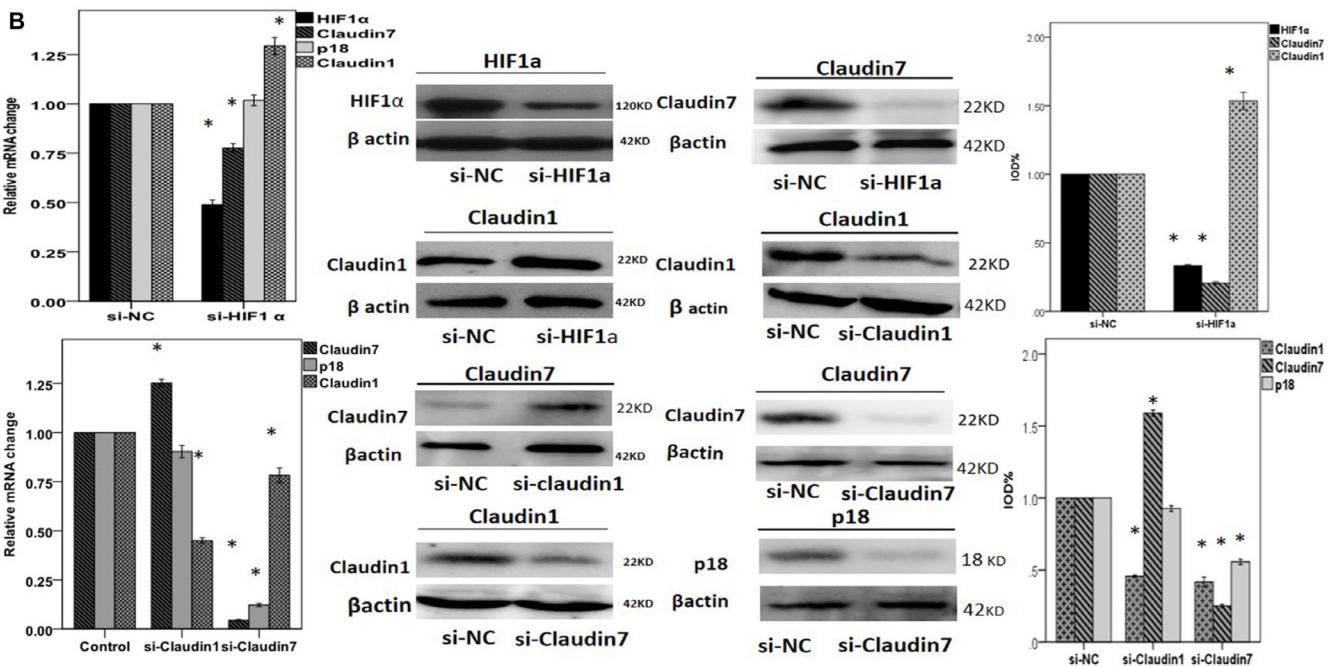 B
HIF1α
Claudin7
p18
Claudin1
*
*
*
Relative mRNA change
1.25
1.00
0.75
0.50
0.25
0.00
si-NC
si-HIF1 α
HIF1a
HIF1α
120KD
β actin
42KD
si-NC
si-HIF1a
Claudin7
Claudin7
22KD
βactin
42KD
si-NC
si-HIF1a
HIF1α
Claudin7
Claudin1
*
* *
IOD%
2.00
1.50
1.00
.50
.00
si-NC
si-HIF1a
Claudin1
Claudin1
22KD
β actin
42KD
si-NC
si-HIF1a
Claudin1
Claudin1
22KD
β actin
42KD
si-NC
si-Claudin1
Claudin7
p18
Claudin1
*
*
*
*
*
Relative mRNA change
1.25
1.00
0.75
0.50
0.25
0.00
Control
si-Claudin1
si-Claudin7
Claudin7
Claudin7
22KD
βactin
42KD
si-NC
si-claudin1
Claudin7
Claudin7
22KD
βactin
42KD
si-NC
si-Claudin7
Claudin1
Claudin1
22KD
βactin
42KD
si-NC
si-Claudin7
p18
p18
18 KD
βactin
42KD
si-NC
si-Claudin7
Claudin1
Claudin7
p18
*
*
* * *
IOD%
2.0
1.5
1.0
.5
.0
si-NC
si-Claudin1
si-Claudin7